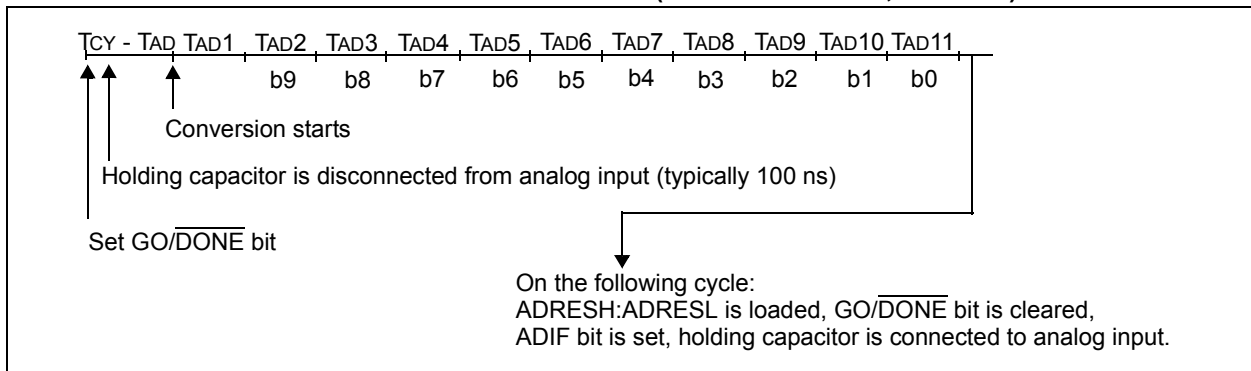 TCY - TAD TAD1 TAD2 TAD3 TAD4 TAD5 TAD6 TAD7 TAD8 TAD9 TAD10 TAD11
b9 b8 b7 b6 b5 b4 b3 b2 b1 b0
Conversion starts
Holding capacitor is disconnected from analog input (typically 100 ns)
Set GO/DONE bit
On the following cycle:
ADRESH:ADRESL is loaded, GO/DONE bit is cleared,
ADIF bit is set, holding capacitor is connected to analog input.